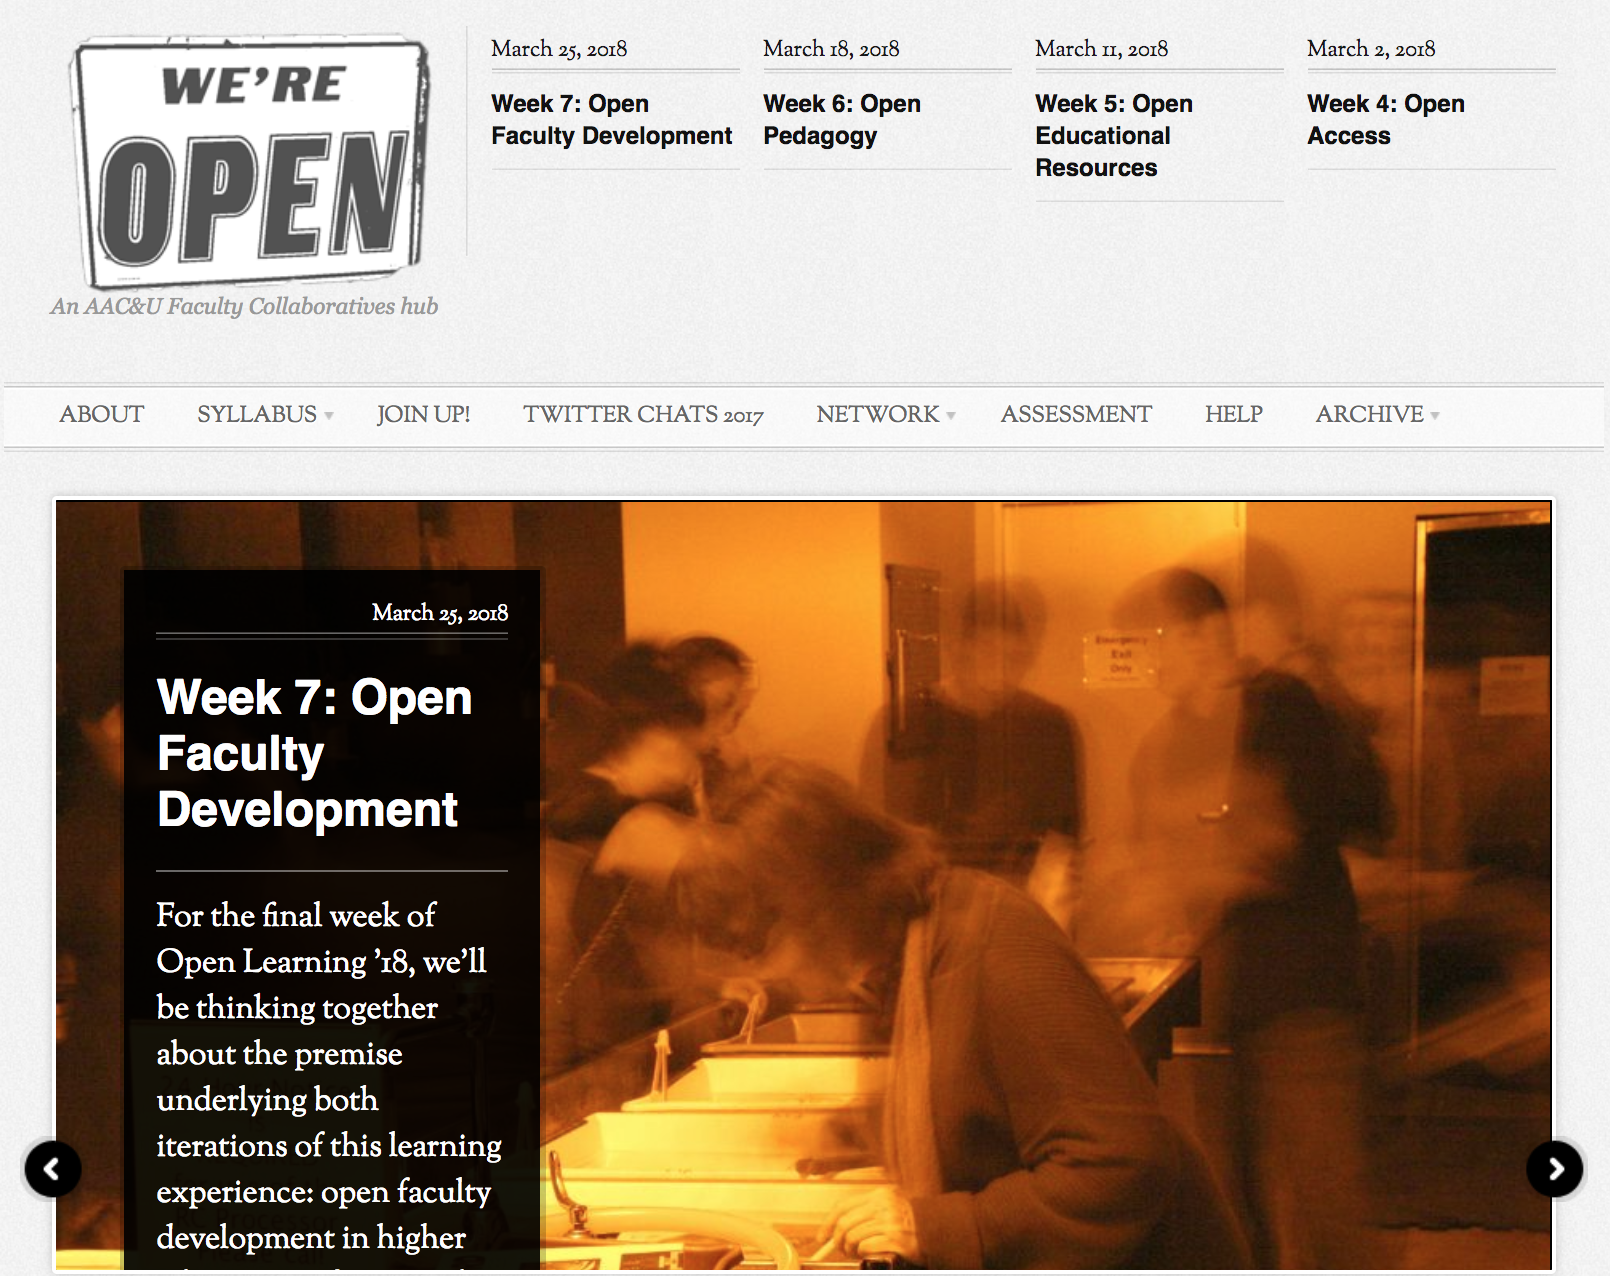 WE'RE
OPEN
An AAC&U Faculty Collaboratives hub
March 25, 2018
Week 7: Open
Faculty Development
March 18, 2018
Week 6: Open
Pedagogy
March 11, 2018
Week 5: Open
Educational
Resources
March 2, 2018
Week 4: Open
Access
ABOUT SYLLABUS JOIN UP! TWITTER CHATS 2017 NETWORK ASSESSMENT HELP ARCHIVE
March 25, 2018
Week 7: Open
Faculty
Development
For the final week of
Open Learning ’18, we’ll
be thinking together
about the premise
underlying both
iterations of this learning
experience: open faculty
development in higher
Emergency
Exit
Only